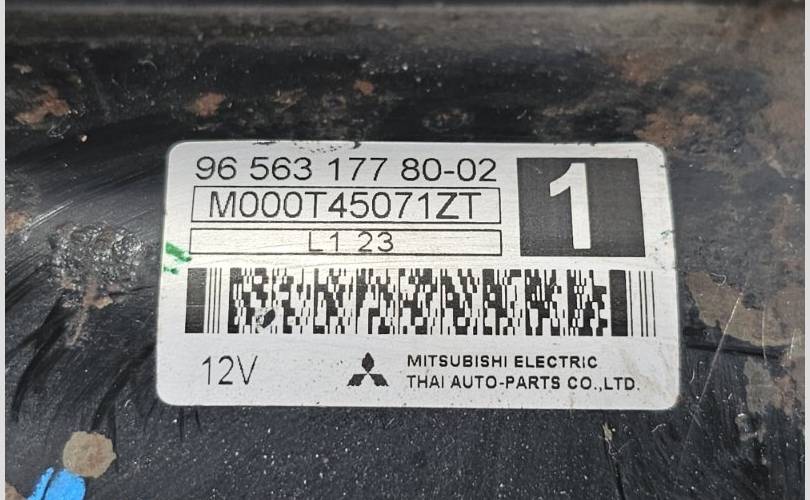 96 563 177 80-02
1
M000T45071ZT
L1 23
12V
MITSUBISHI ELECTRIC
THAI AUTO-PARTS CO.,LTD.